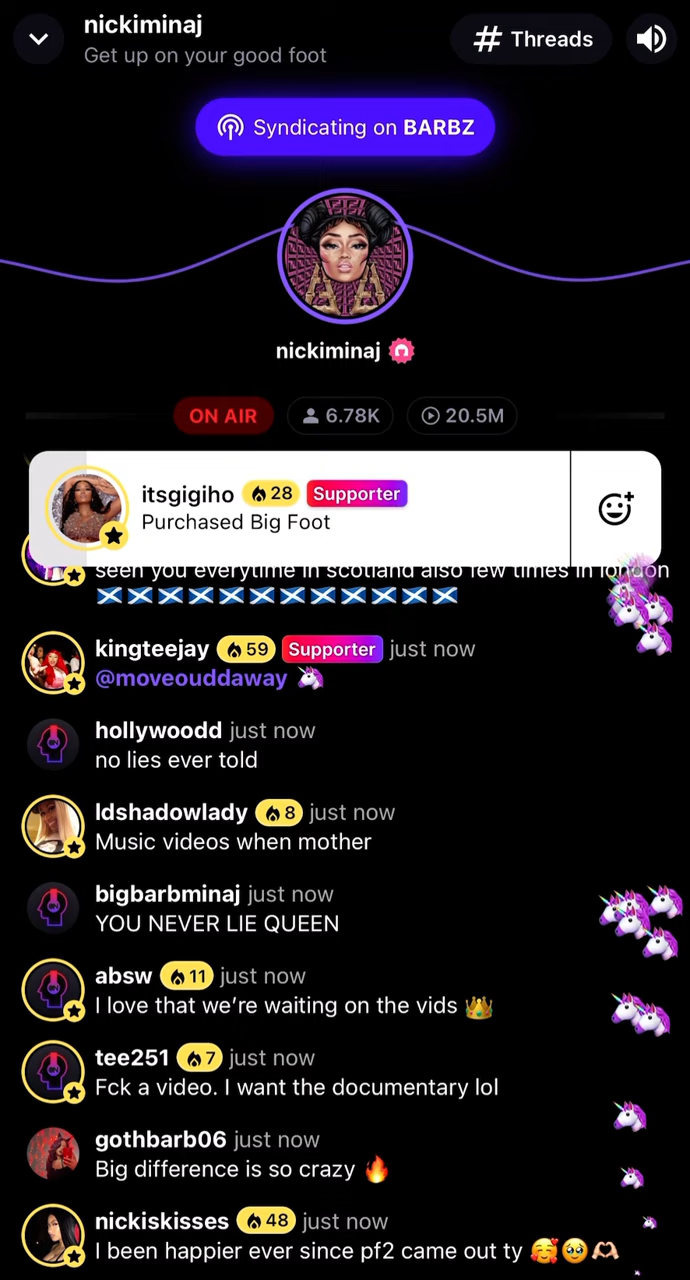 nickiminaj
Get up on your good foot
# Threads
Syndicating on BARBZ
nickiminaj
ON AIR
6.78K
20.5M
itsgigiho 28 Supporter
Purchased Big Foot
seen you everytime in scotland also few times in london
🏴󠁧󠁢󠁳󠁣󠁴󠁿🏴󠁧󠁢󠁳󠁣󠁴󠁿🏴󠁧󠁢󠁳󠁣󠁴󠁿🏴󠁧󠁢󠁳󠁣󠁴󠁿🏴󠁧󠁢󠁳󠁣󠁴󠁿🏴󠁧󠁢󠁳󠁣󠁴󠁿🏴󠁧󠁢󠁳󠁣󠁴󠁿🏴󠁧󠁢󠁳󠁣󠁴󠁿🏴󠁧󠁢󠁳󠁣󠁴󠁿🏴󠁧󠁢󠁳󠁣󠁴󠁿🏴󠁧󠁢󠁳󠁣󠁴󠁿🏴󠁧󠁢󠁳󠁣󠁴󠁿
kingteejay 59 Supporter just now
@moveouddaway 🦄
hollywoodd just now
no lies ever told
ldshadowlady 8 just now
Music videos when mother
bigbarbminaj just now
YOU NEVER LIE QUEEN
absw 11 just now
I love that we’re waiting on the vids 👑
tee251 7 just now
Fck a video. I want the documentary lol
gothbarb06 just now
Big difference is so crazy 🔥
nickiskisses 48 just now
I been happier ever since pf2 came out ty 🥰🥹🫶🏼